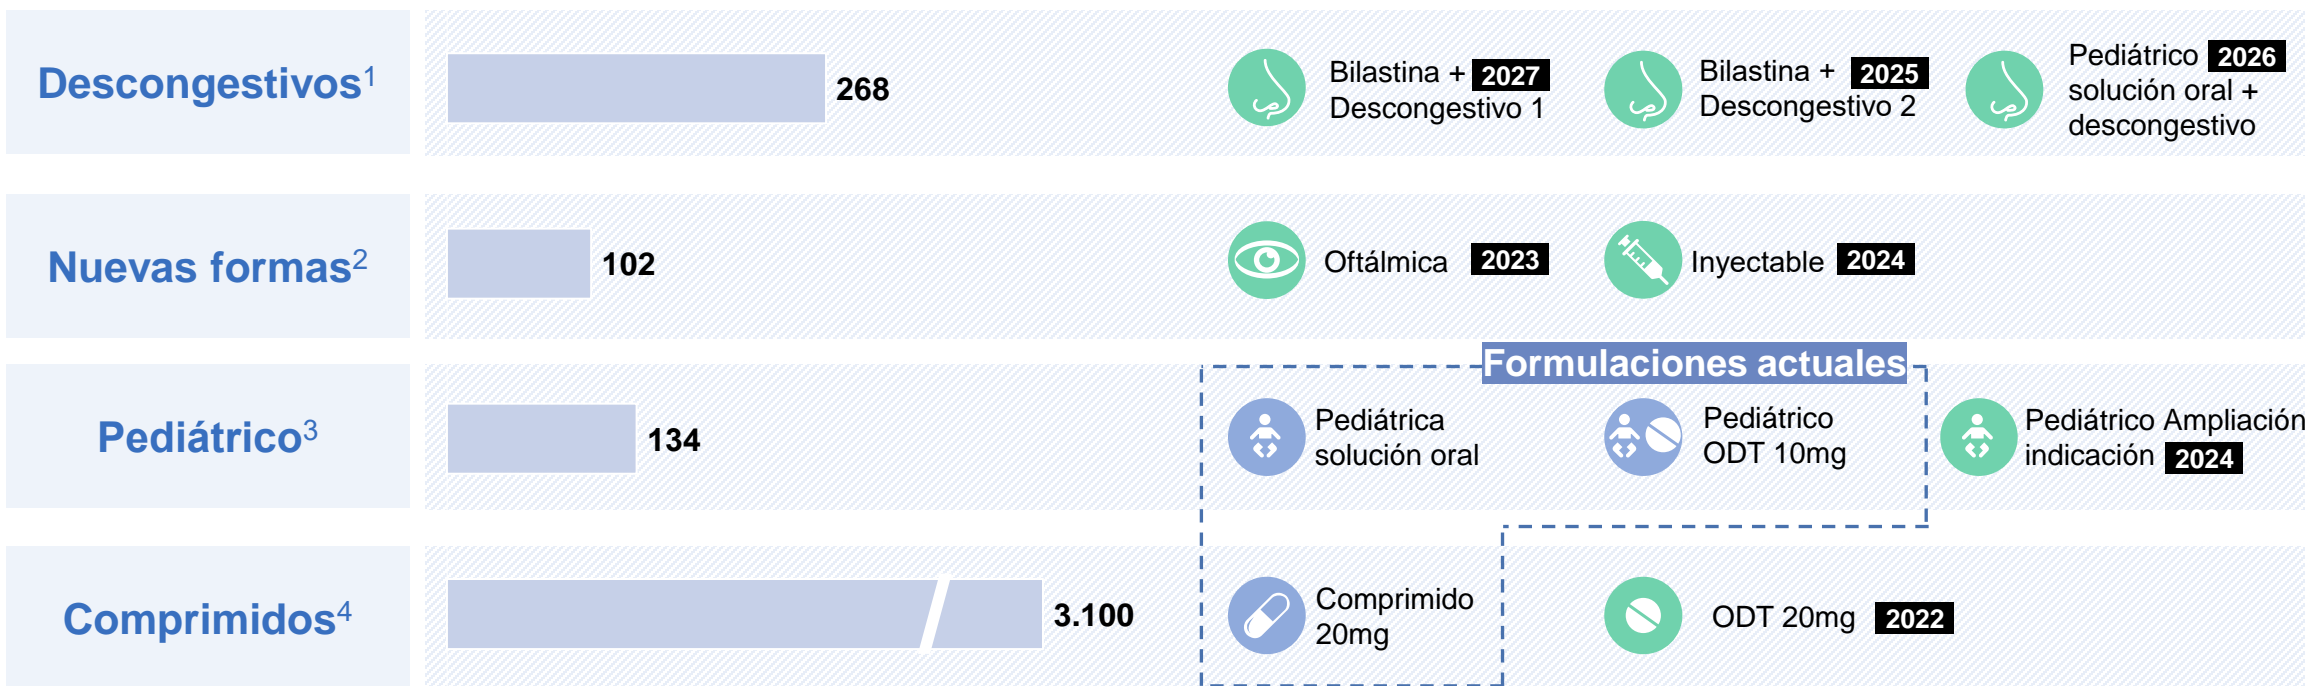 Descongestivos1
268
Bilastina + 2027
Descongestivo 1
Bilastina + 2025
Descongestivo 2
Pediátrico 2026
solución oral +
descongestivo
Nuevas formas2
102
Oftálmica 2023
Inyectable 2024
Formulaciones actuales
Pediátrico3
134
Pediátrica
solución oral
Pediátrico
ODT 10mg
Pediátrico Ampliación
indicación 2024
Comprimidos4
3.100
Comprimido
20mg
ODT 20mg 2022